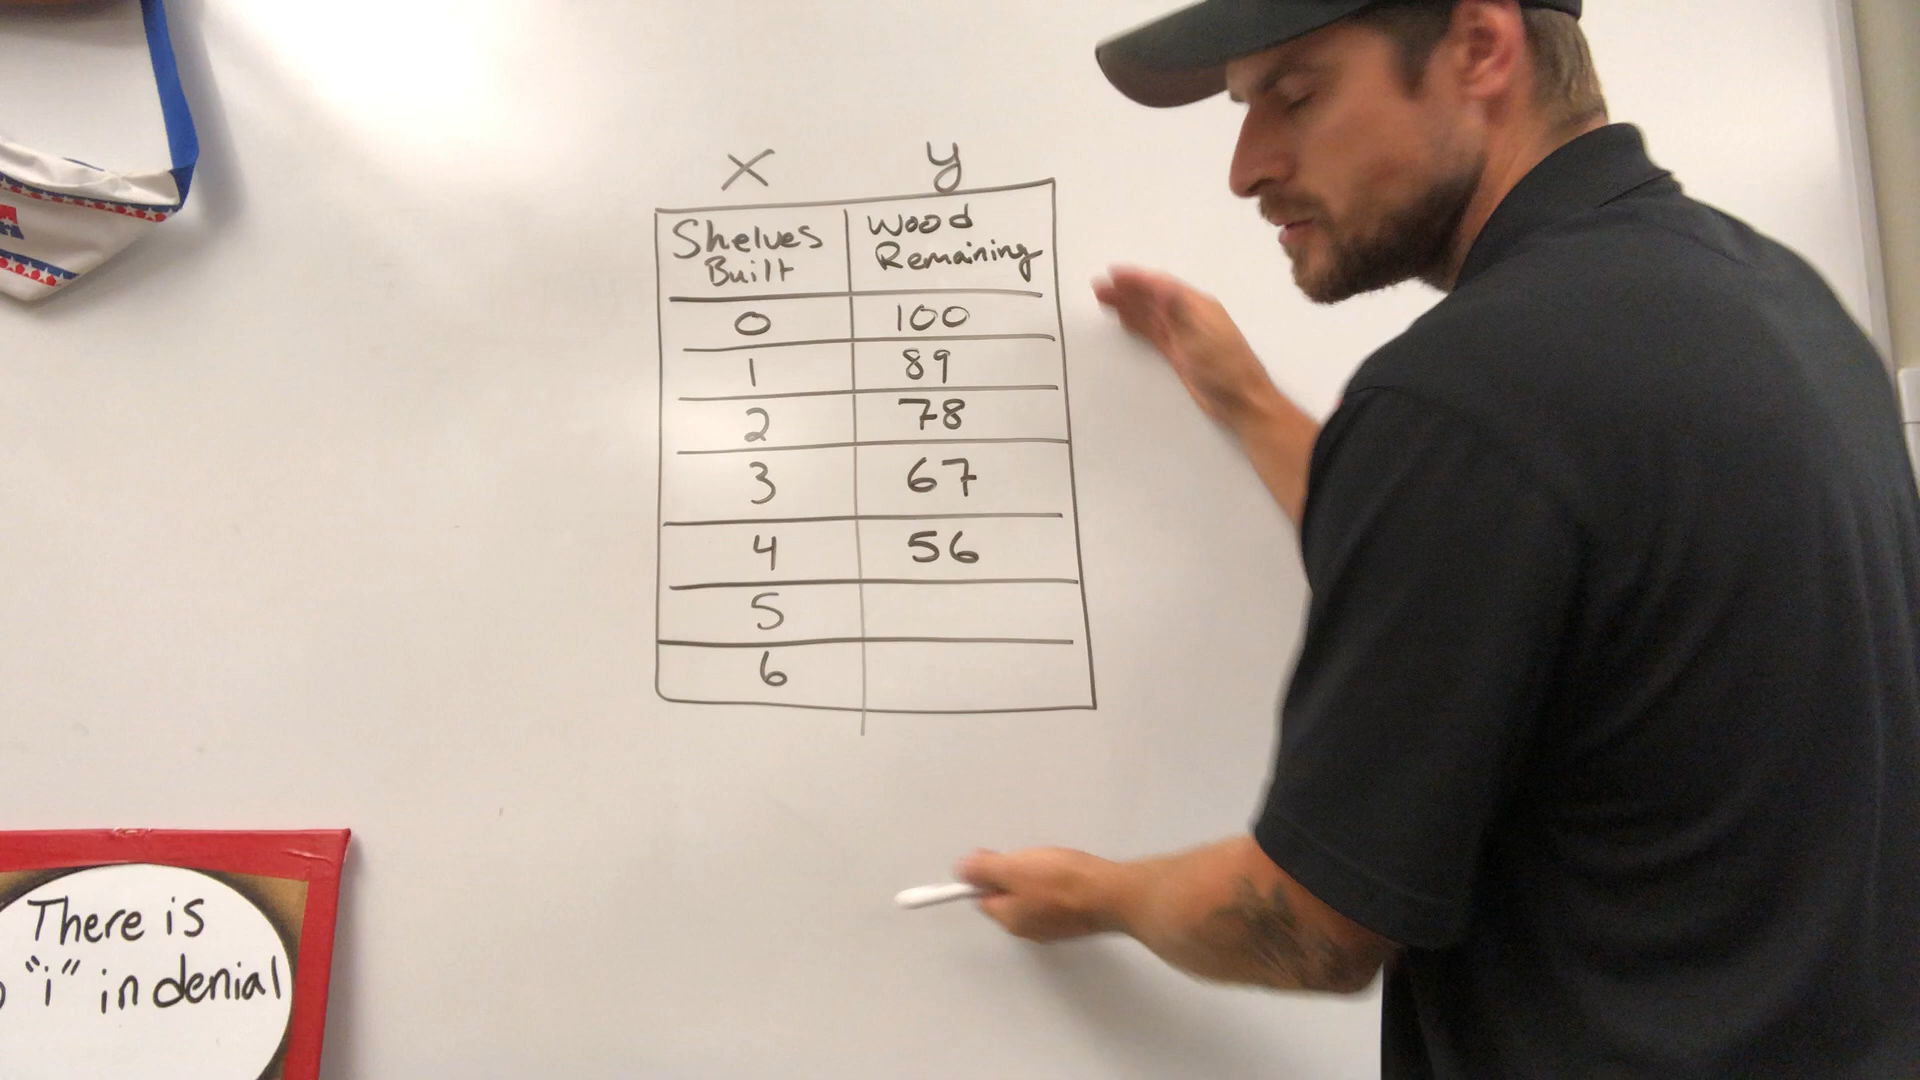 x y
Shelves Built Wood Remaining
0 100
1 89
2 78
3 67
4 56
5
6
There is
"i" in denial